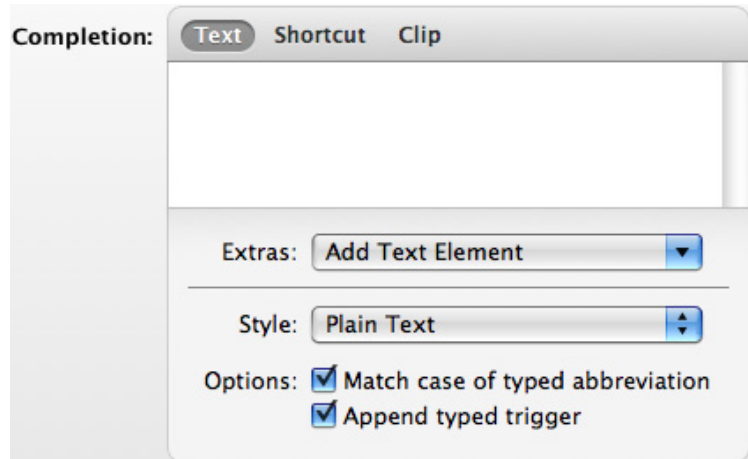 Completion: Text Shortcut Clip
Extras: Add Text Element
Style: Plain Text
Options: Match case of typed abbreviation
Append typed trigger